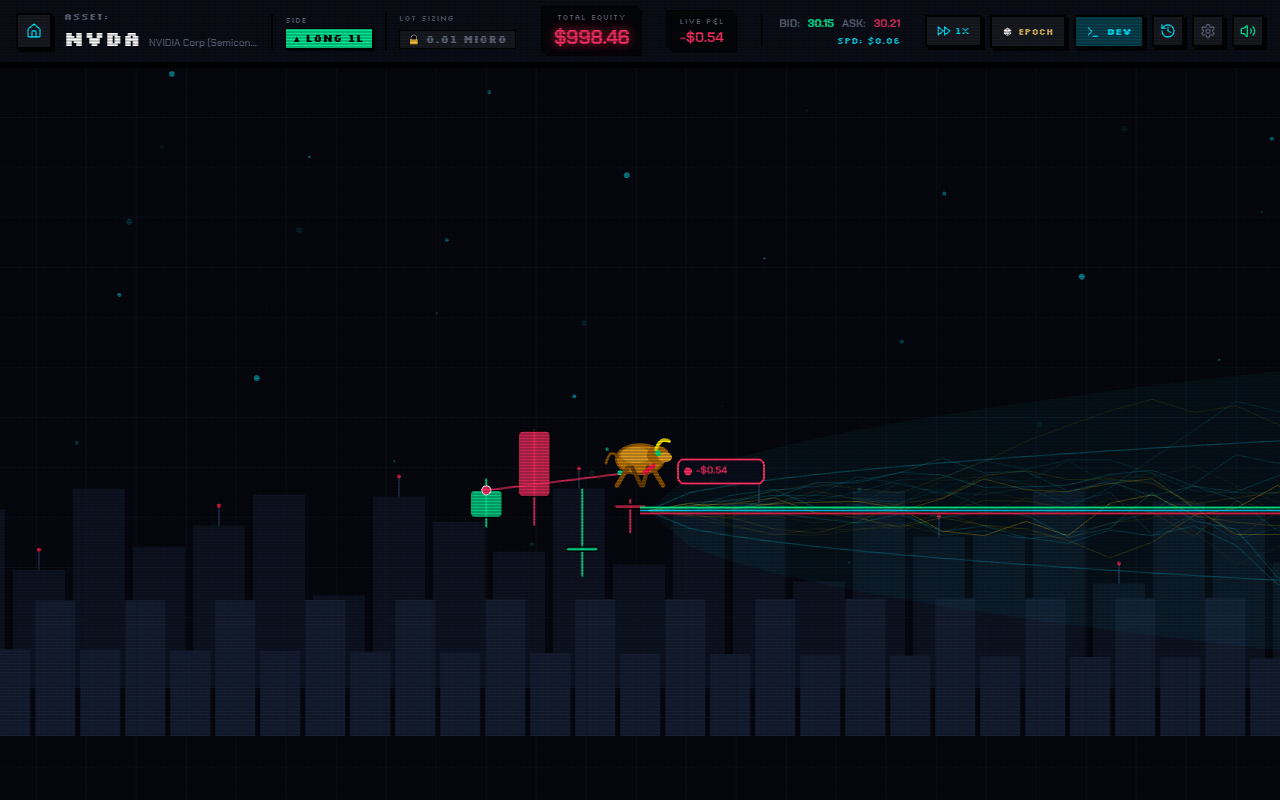 ASSET:
NVDA NVIDIA Corp (Semicon...
SIDE
▲ LONG 1L
LOT SIZING
🔒 0.01 MICRO
TOTAL EQUITY
$998.46
LIVE P&L
-$0.54
BID: 30.15 ASK: 30.21
SPD: $0.06
1X
EPOCH
>_ DEV
-$0.54